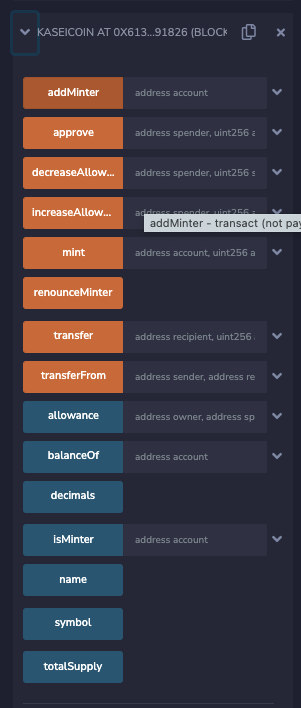 KASEICOIN AT 0X613...91826 (BLOCK
addMinter address account
approve address spender, uint256 a
decreaseAllow... address spender, uint256 s
increaseAllow... address spender, uint256 a
addMinter - transact (not pay
mint address account, uint256 a
renounceMinter
transfer address recipient, uint256
transferFrom address sender, address re
allowance address owner, address sp
balanceOf address account
decimals
isMinter address account
name
symbol
totalSupply